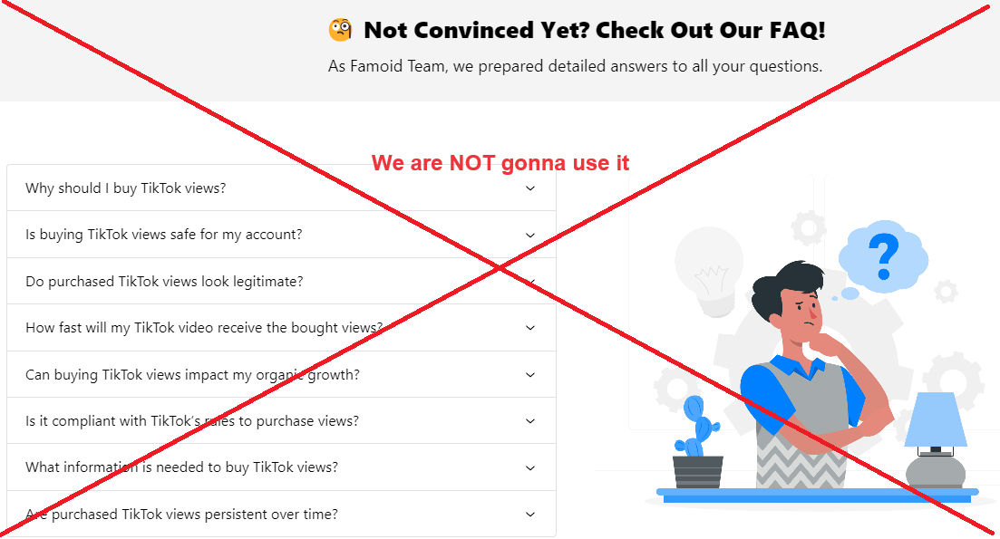 Not Convinced Yet? Check Out Our FAQ!
As Famoid Team, we prepared detailed answers to all your questions.
We are NOT gonna use it
Why should I buy TikTok views?
Is buying TikTok views safe for my account?
Do purchased TikTok views look legitimate?
How fast will my TikTok video receive the bought views?
Can buying TikTok views impact my organic growth?
Is it compliant with TikTok's rules to purchase views?
What information is needed to buy TikTok views?
Are purchased TikTok views persistent over time?
?